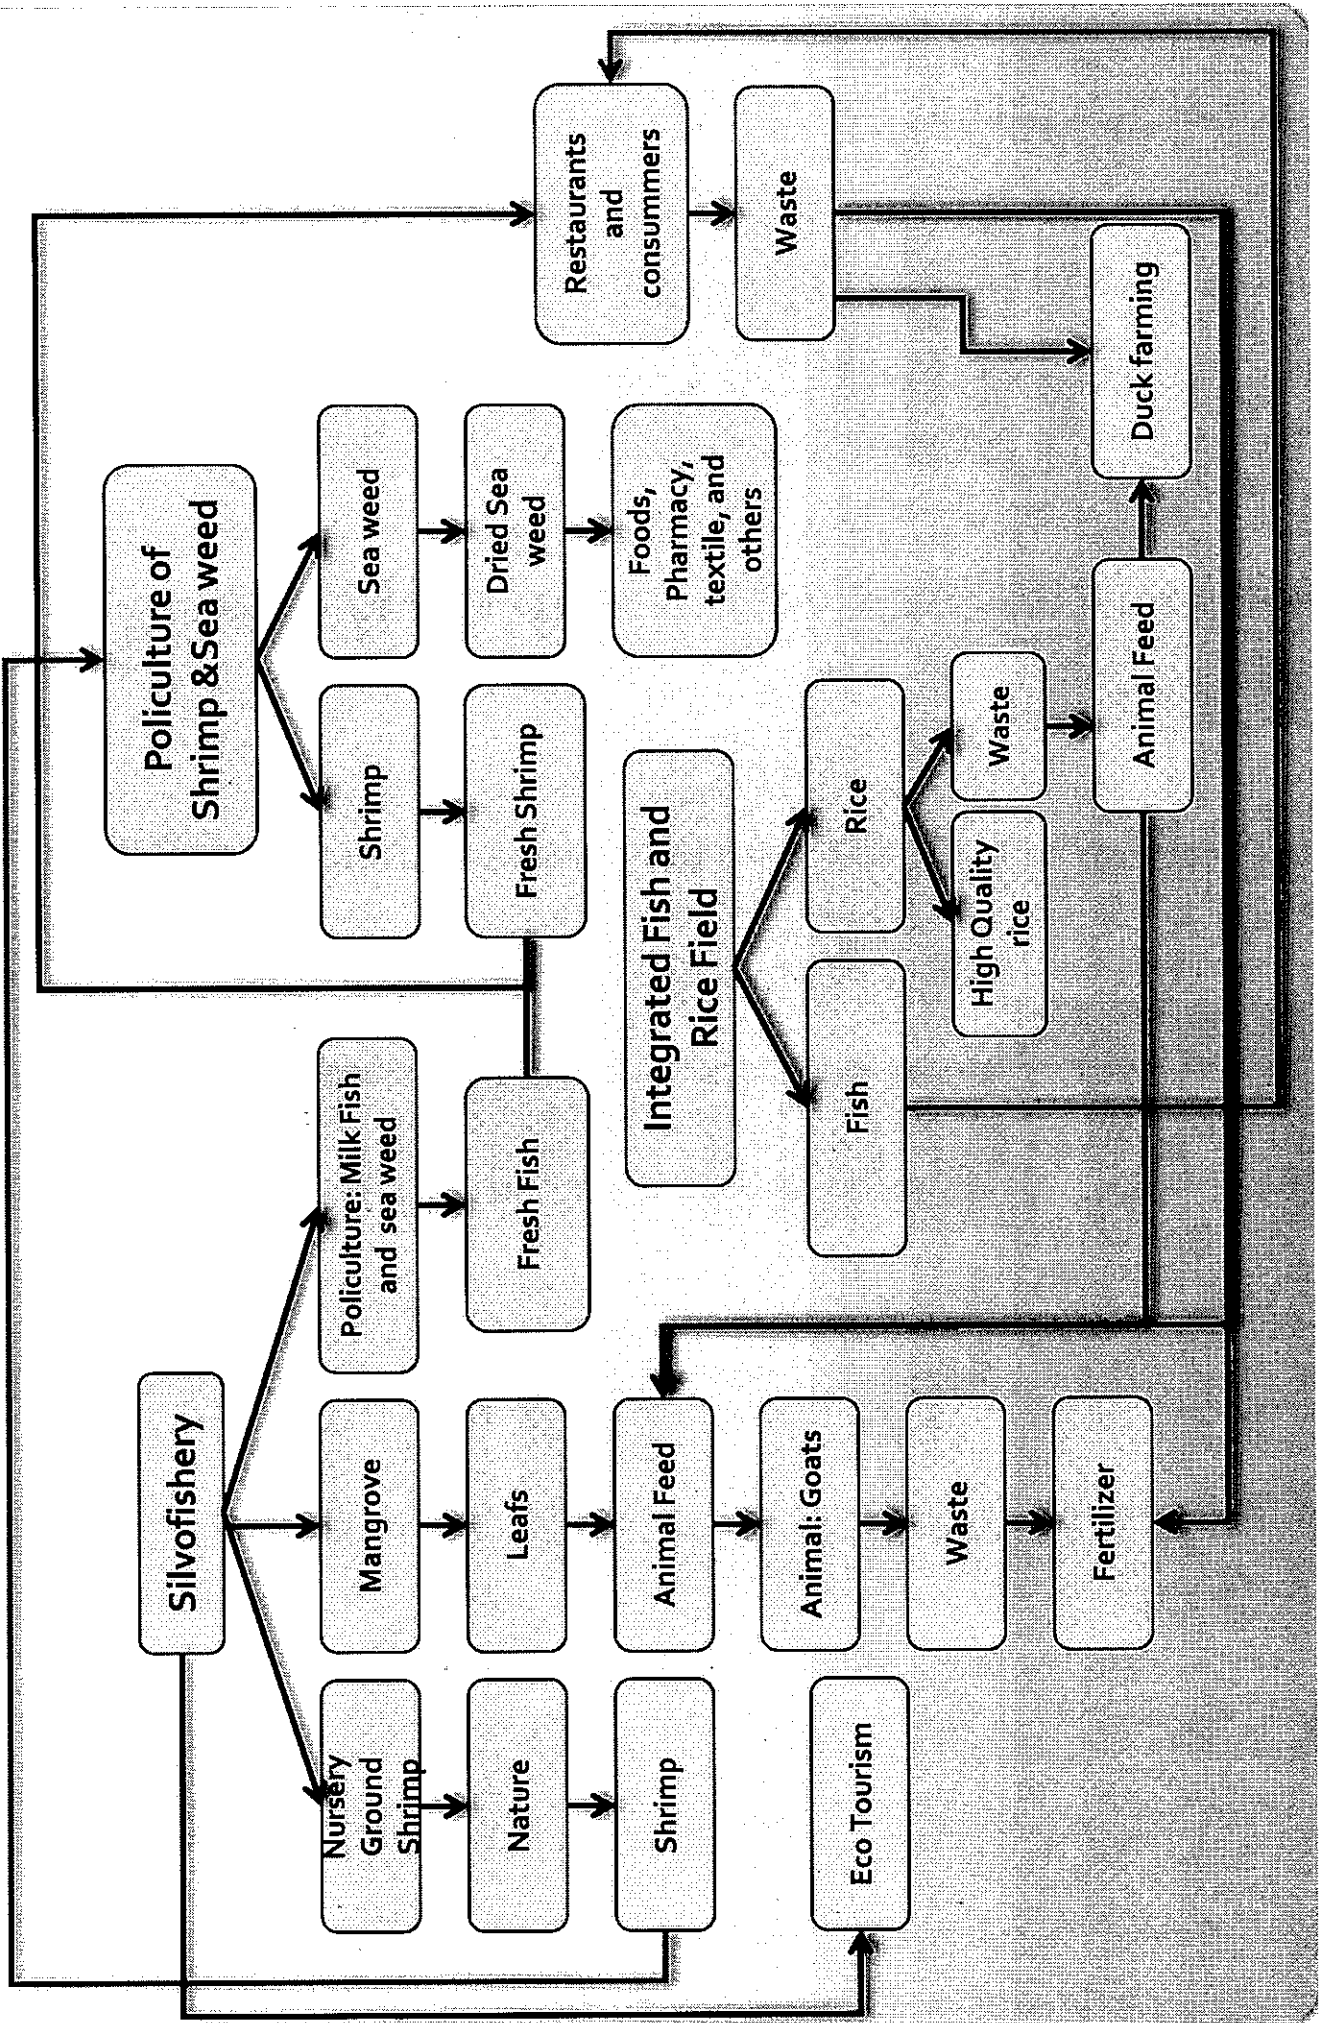 Silvofishery
Nursery
Ground
Shrimp
Nature
Shrimp
Eco Tourism
Mangrove
Leafs
Animal Feed
Animal: Goats
Waste
Fertilizer
Policulture: Milk Fish
and sea weed
Fresh Fish
Policulture of
Shrimp &Sea weed
Shrimp
Fresh Shrimp
Sea weed
Dried Sea
weed
Foods,
Pharmacy,
textile, and
others
Integrated Fish and
Rice Field
Fish
Rice
High Quality
rice
Waste
Animal Feed
Duck farming
Restaurants
and
consummers
Waste